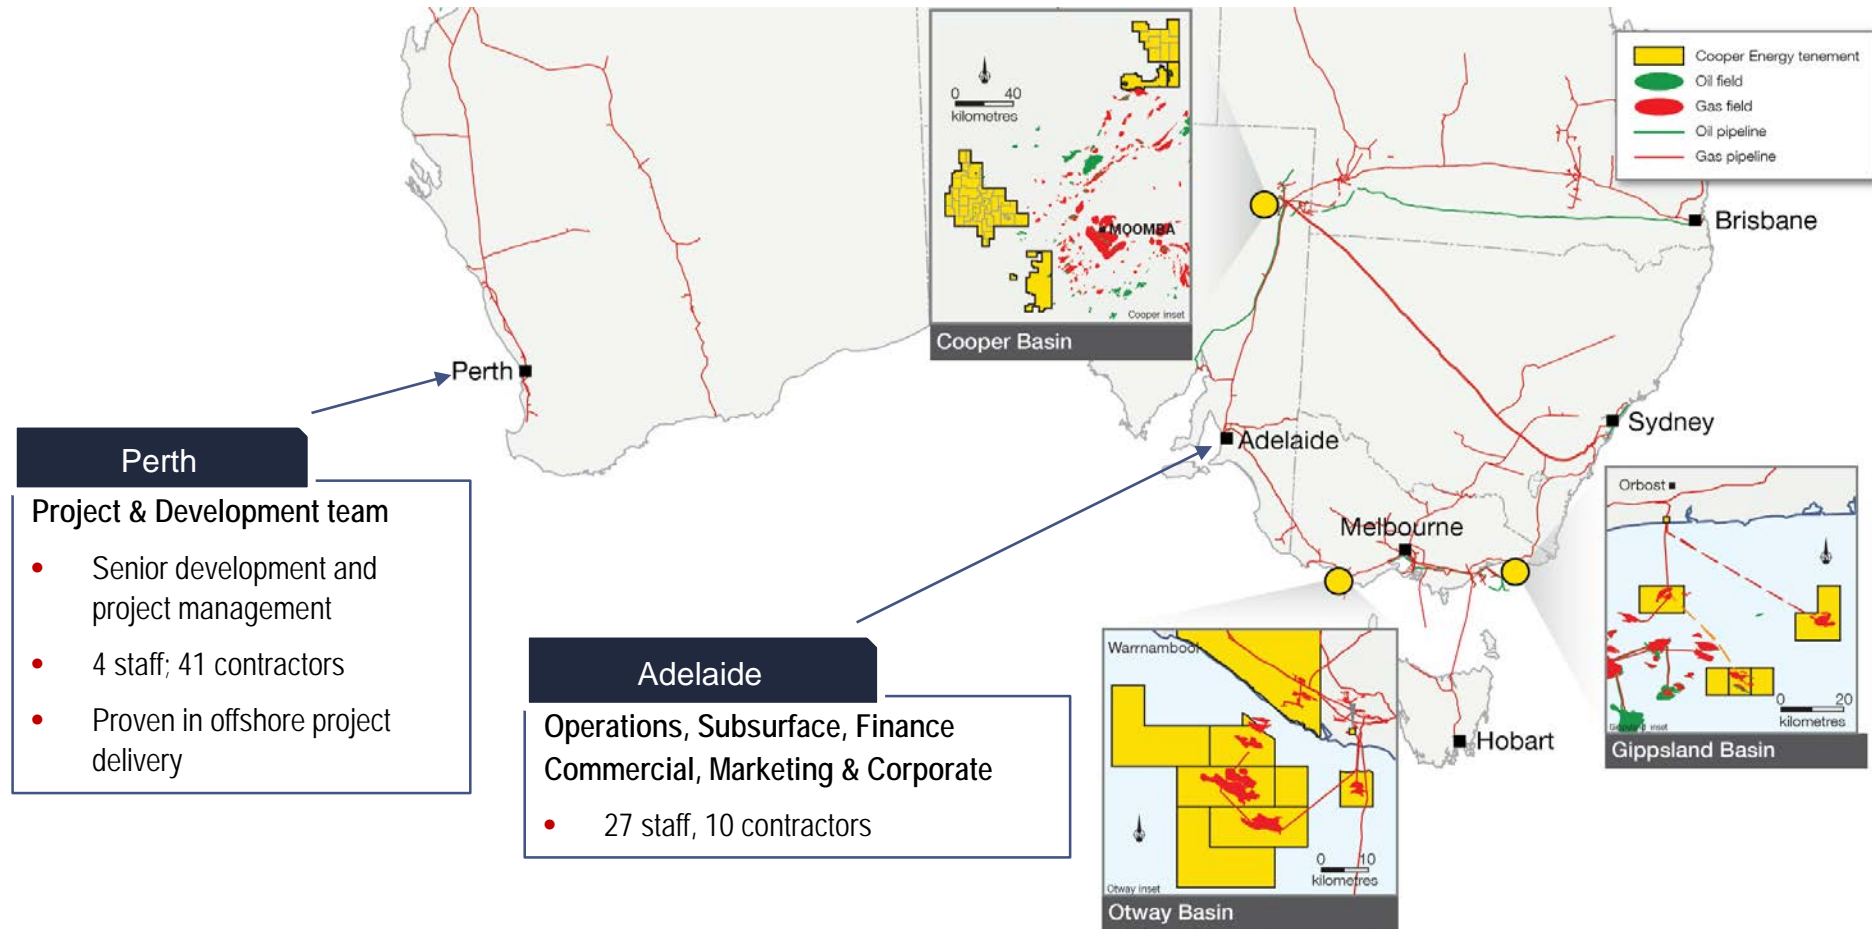 Cooper Energy tenement
Oil field
Gas field
Oil pipeline
Gas pipeline
0 40
kilometres
MOOMBA
Cooper inset
Cooper Basin
Brisbane
Perth
Adelaide
Sydney
Melbourne
Hobart
Perth
Project & Development team
• Senior development and
project management
• 4 staff; 41 contractors
• Proven in offshore project
delivery
Adelaide
Operations, Subsurface, Finance
Commercial, Marketing & Corporate
• 27 staff, 10 contractors
Warrnambool
0 10
kilometres
Otway inset
Otway Basin
Orbost
0 20
kilometres
Gippsland Basin